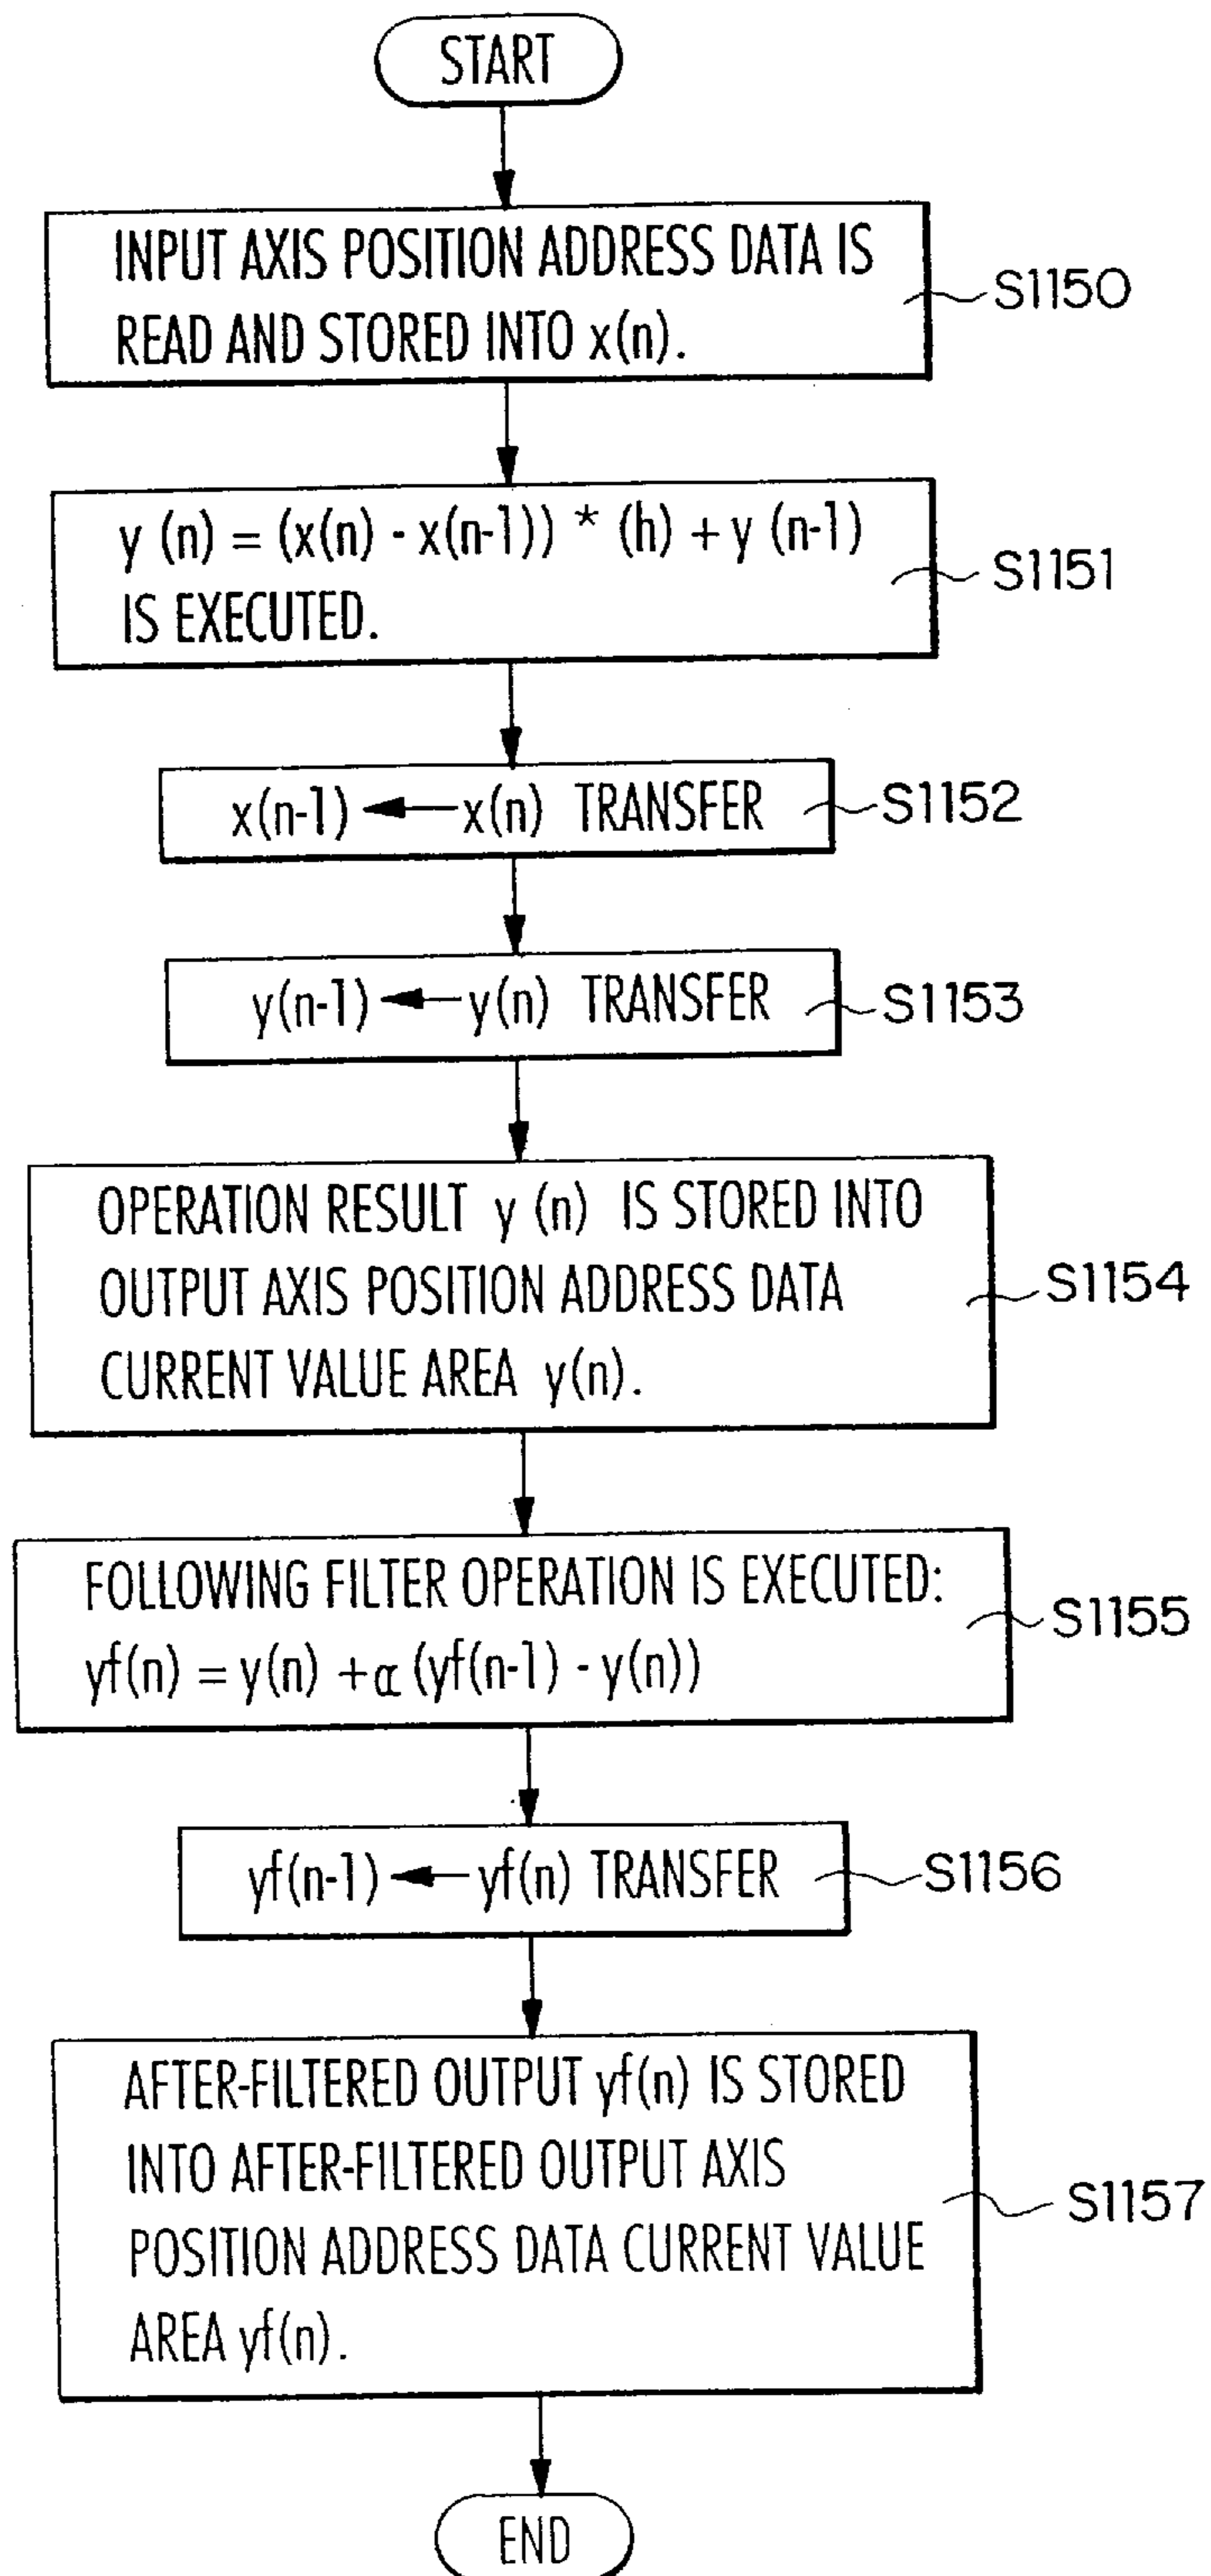 START
INPUT AXIS POSITION ADDRESS DATA IS
READ AND STORED INTO x(n).
S1150
y (n) = (x(n) - x(n-1)) * (h) + y (n-1)
IS EXECUTED.
S1151
x(n-1) ← x(n) TRANSFER
S1152
y(n-1) ← y(n) TRANSFER
S1153
OPERATION RESULT y (n) IS STORED INTO
OUTPUT AXIS POSITION ADDRESS DATA
CURRENT VALUE AREA y(n).
S1154
FOLLOWING FILTER OPERATION IS EXECUTED:
yf(n) = y(n) +α (yf(n-1) - y(n))
S1155
yf(n-1) ← yf(n) TRANSFER
S1156
AFTER-FILTERED OUTPUT yf(n) IS STORED
INTO AFTER-FILTERED OUTPUT AXIS
POSITION ADDRESS DATA CURRENT VALUE
AREA yf(n).
S1157
END